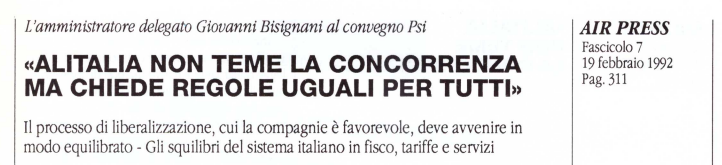 L'amministratore delegato Giovanni Bisignani al convegno Psi
«ALITALIA NON TEME LA CONCORRENZA
MA CHIEDE REGOLE UGUALI PER TUTTI»
Il processo di liberalizzazione, cui la compagnie è favorevole, deve avvenire in
modo equilibrato - Gli squilibri del sistema italiano in fisco, tariffe e servizi
AIR PRESS
Fascicolo 7
19 febbraio 1992
Pag. 311